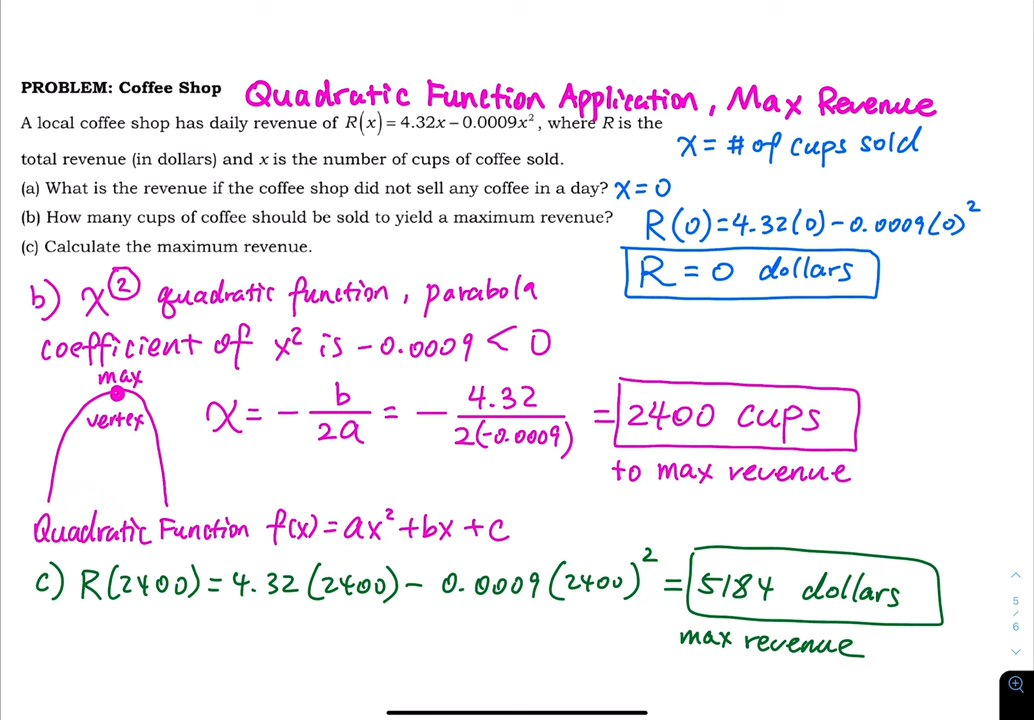 PROBLEM: Coffee Shop Quadratic Function Application, Max Revenue
A local coffee shop has daily revenue of R(x) = 4.32x − 0.0009x², where R is the
x = # of cups sold
total revenue (in dollars) and x is the number of cups of coffee sold.
(a) What is the revenue if the coffee shop did not sell any coffee in a day? x = 0
(b) How many cups of coffee should be sold to yield a maximum revenue?
R(0) = 4.32(0) − 0.0009(0)²
(c) Calculate the maximum revenue.
R = 0 dollars
b) x² quadratic function, parabola
coefficient of x² is −0.0009 < 0
max
vertex
x = − b/2a = − 4.32/2(−0.0009) = 2400 cups
to max revenue
Quadratic Function f(x) = ax² + bx + c
c) R(2400) = 4.32(2400) − 0.0009(2400)² = 5184 dollars
max revenue
5
/
6